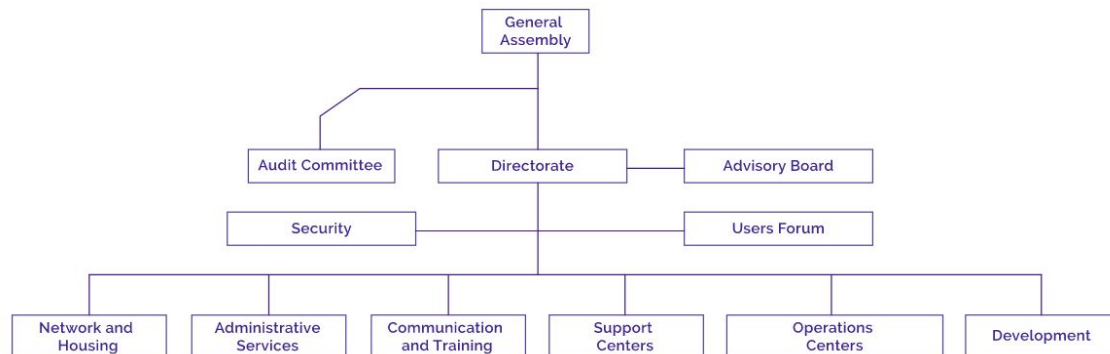 General
Assembly
Audit Committee
Directorate
Advisory Board
Security
Users Forum
Network and
Housing
Administrative
Services
Communication
and Training
Support
Centers
Operations
Centers
Development